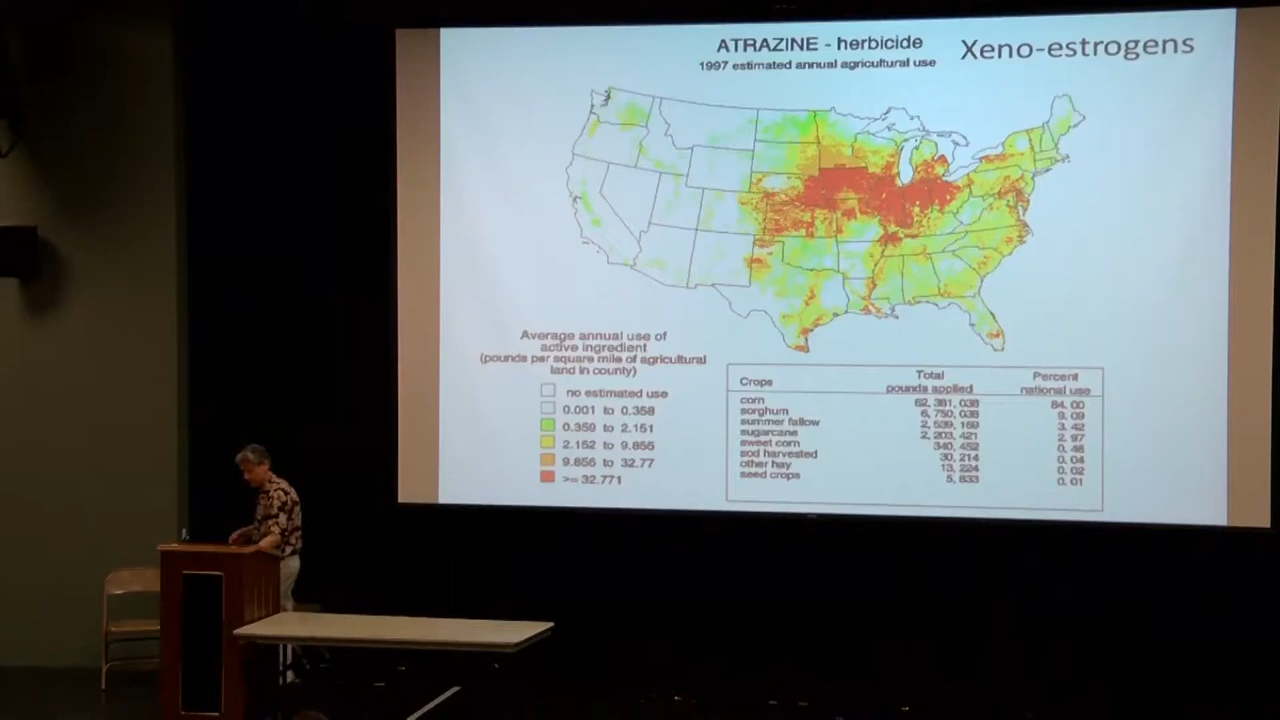 ATRAZINE - herbicide
Xeno-estrogens
1997 estimated annual agricultural use
Average annual use of
active ingredient
(pounds per square mile of agricultural
land in county)
no estimated use
0.001 to 0.358
0.359 to 2.151
2.152 to 9.855
9.856 to 32.77
>= 32.771
Crops Total pounds applied Percent national use
corn 62, 381, 038 84. 00
sorghum 6, 750, 038 9. 09
summer fallow 2, 539, 169 3. 42
sugarcane 2, 203, 421 2. 97
sweet corn 340, 452 0. 46
sod harvested 30, 214 0. 04
other hay 13, 224 0. 02
seed crops 5, 833 0. 01